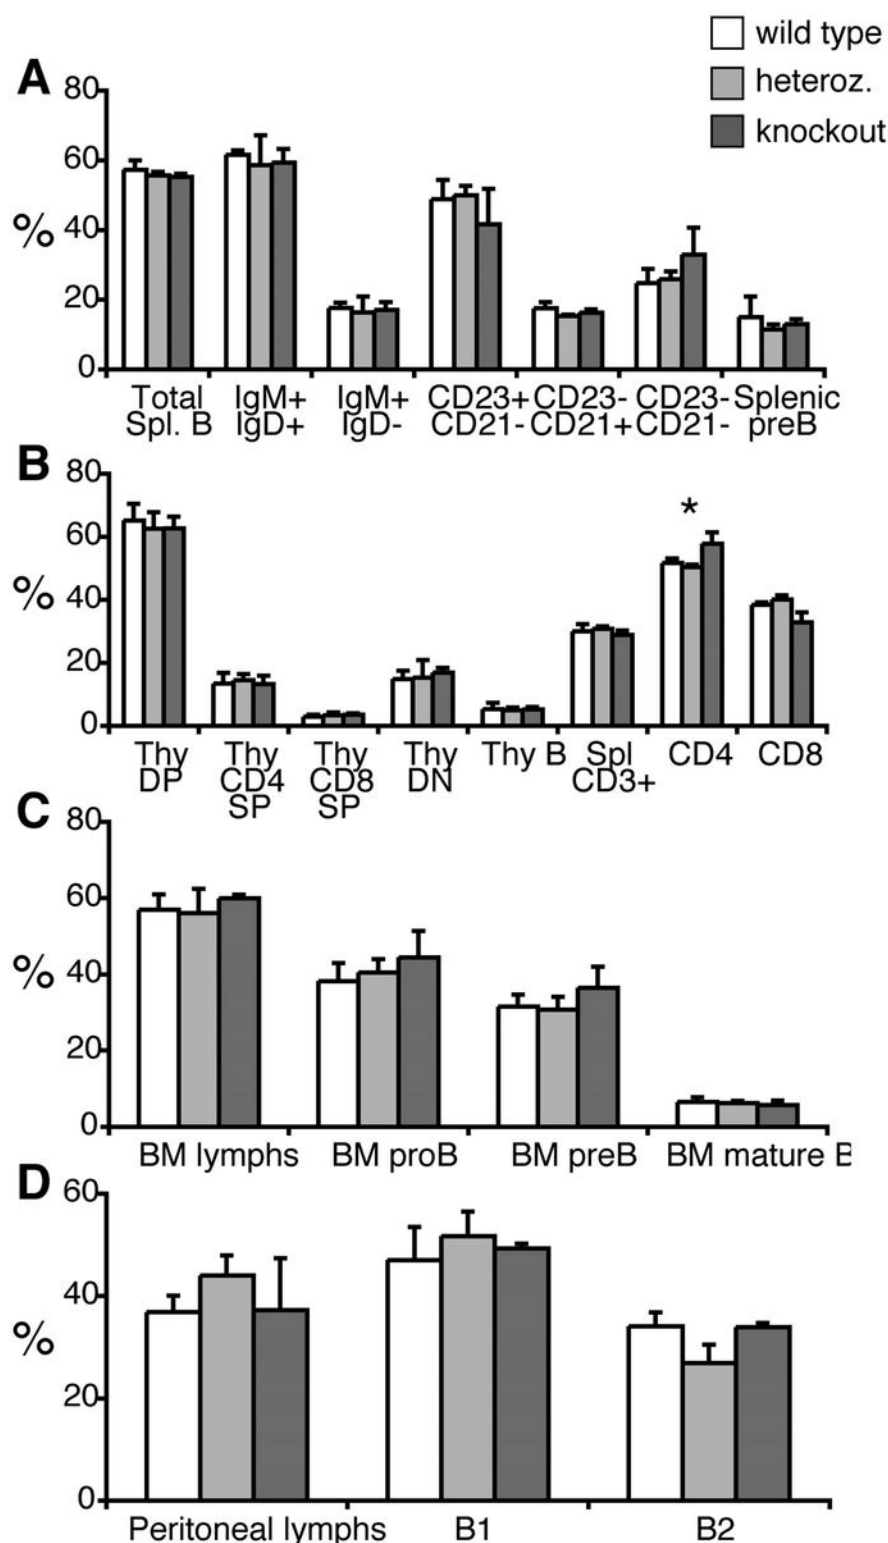 wild type
heteroz.
knockout
A
80
60
%
40
20
0
Total IgM+ IgM+ CD23+ CD23- CD23- Splenic
Spl. B IgD+ IgD- CD21- CD21+ CD21- preB
B
80
*
60
%
40
20
0
Thy Thy Thy Thy Thy B Spl CD4 CD8
DP CD4 CD8 DN CD3+
SP SP
C
80
60
%
40
20
0
BM lymphs BM proB BM preB BM mature B
D
60
40
%
20
0
Peritoneal lymphs B1 B2